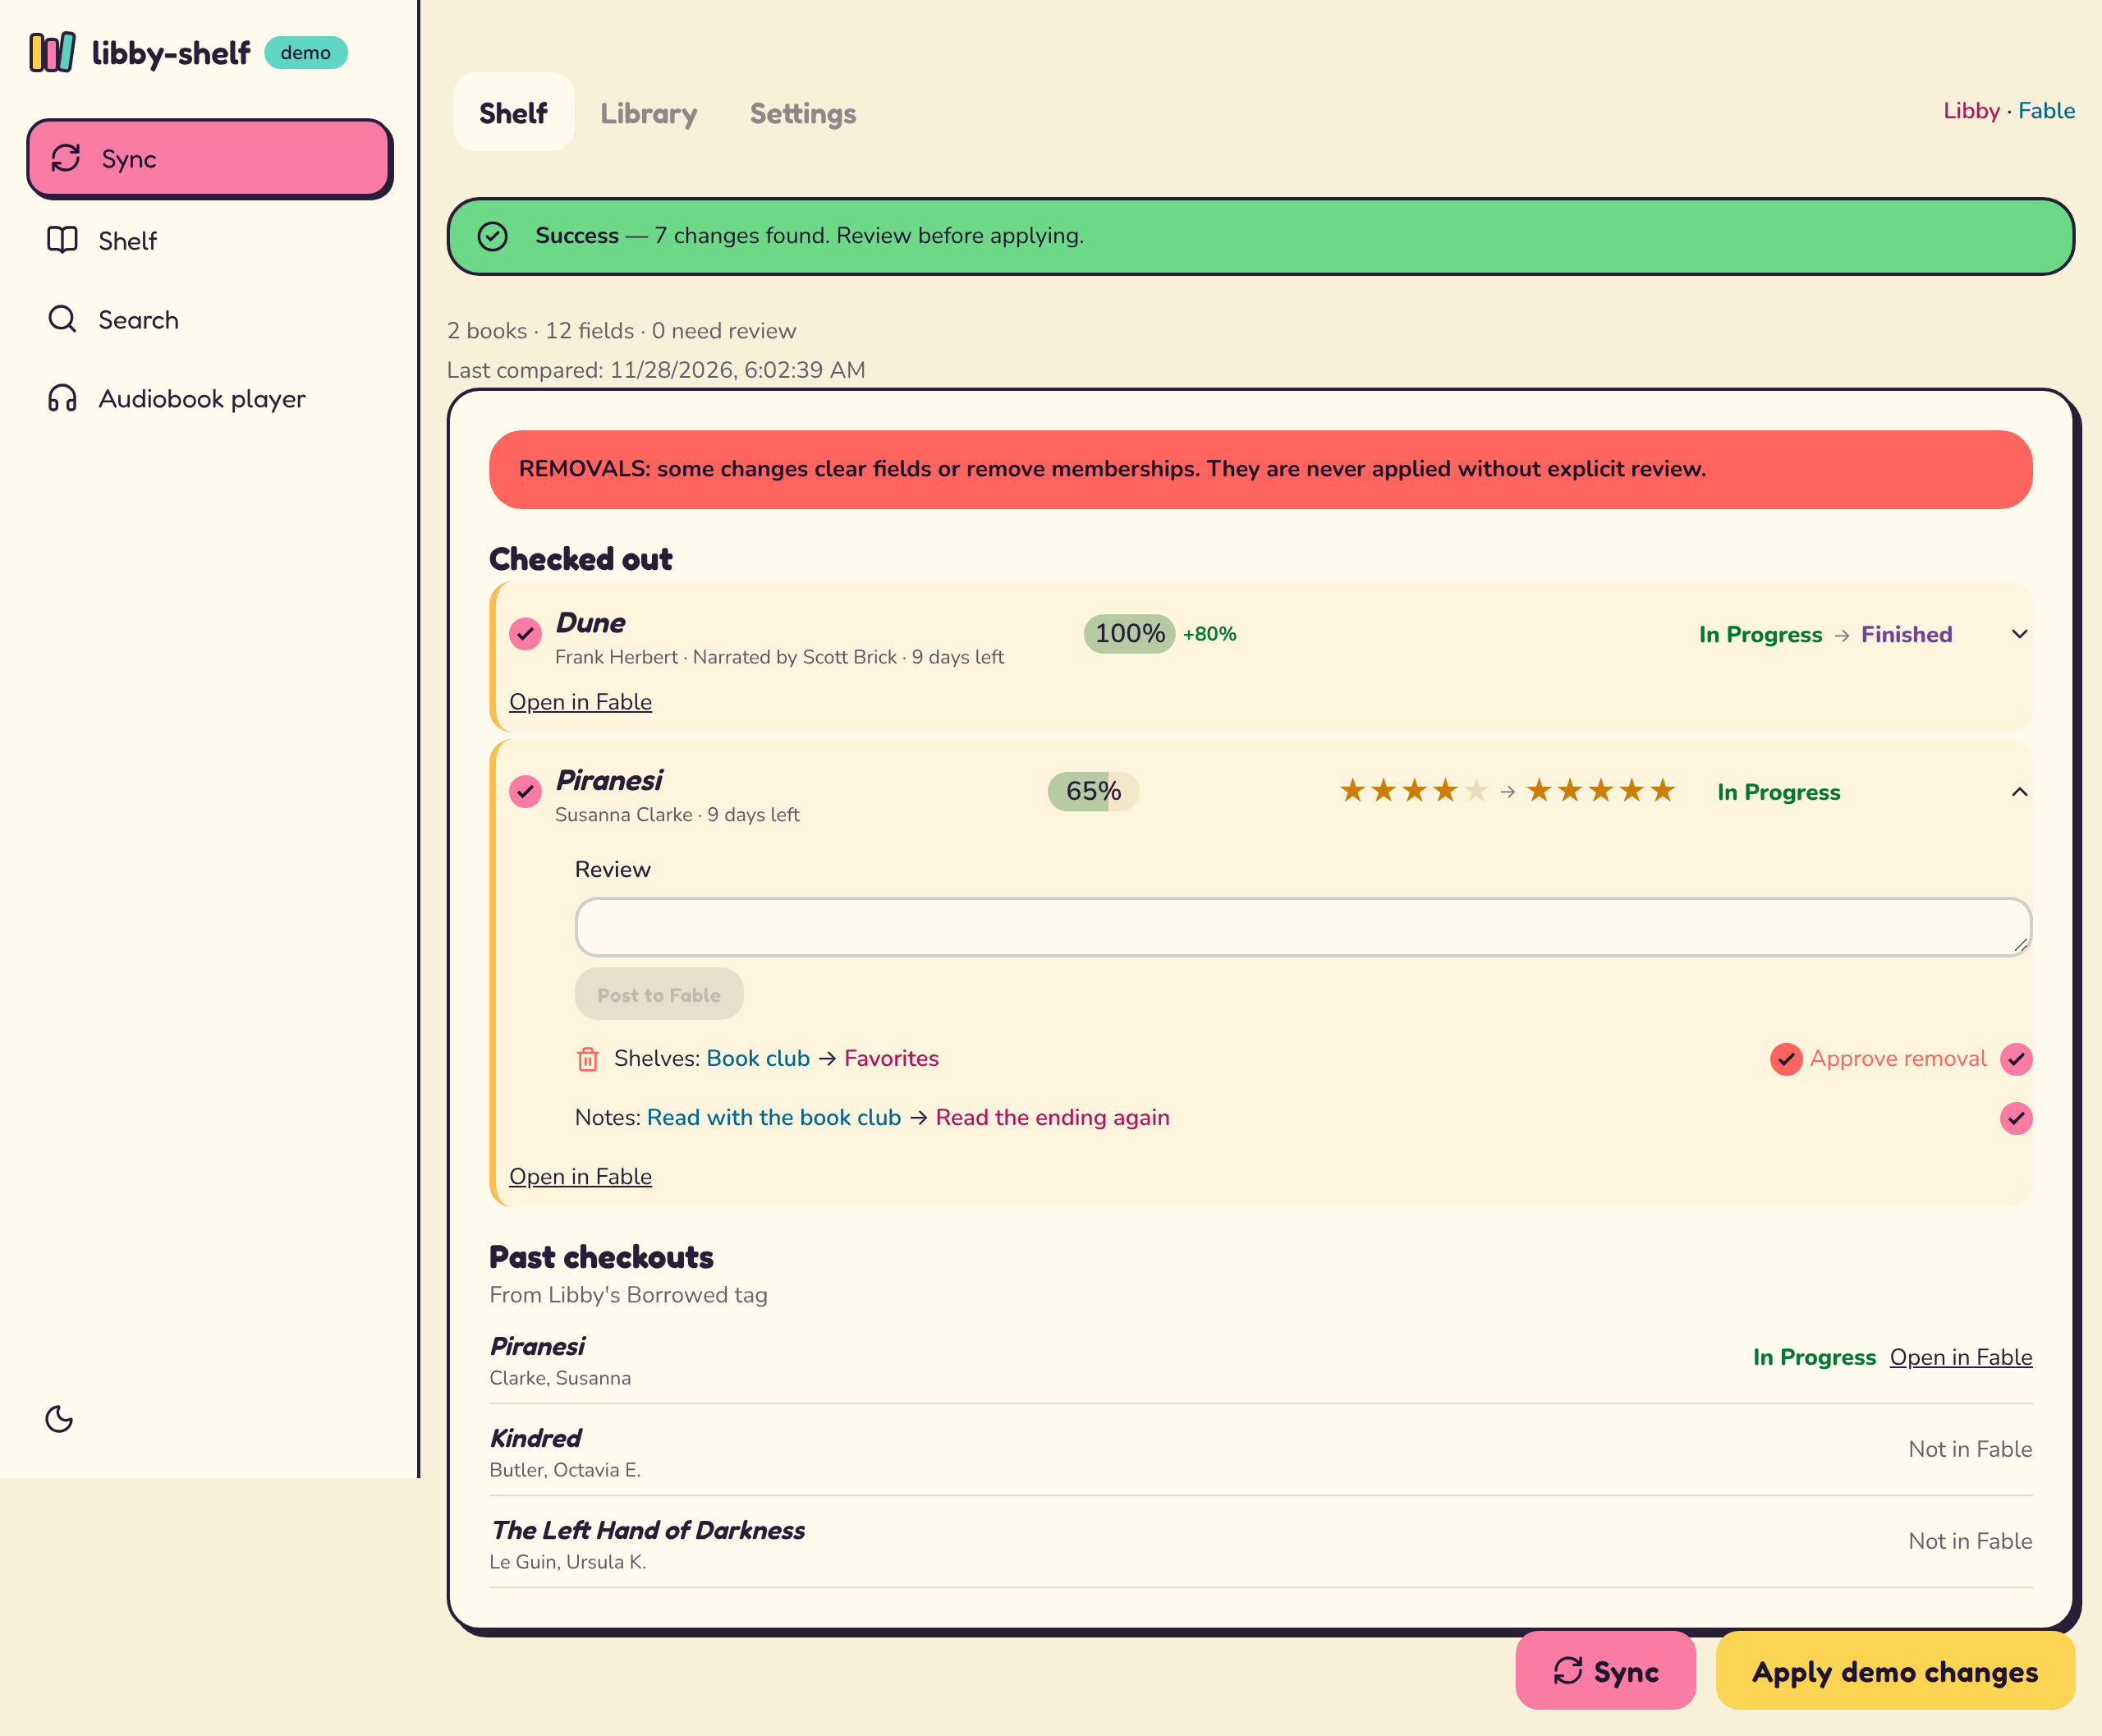 libby-shelf demo
Sync
Shelf
Search
Audiobook player
Shelf Library Settings
Libby · Fable
Success — 7 changes found. Review before applying.
2 books · 12 fields · 0 need review
Last compared: 11/28/2026, 6:02:39 AM
REMOVALS: some changes clear fields or remove memberships. They are never applied without explicit review.
Checked out
Dune
Frank Herbert · Narrated by Scott Brick · 9 days left
100% +80%
In Progress → Finished
Open in Fable
Piranesi
Susanna Clarke · 9 days left
65%
★★★★★ → ★★★★★
In Progress
Review
Post to Fable
Shelves: Book club → Favorites
Approve removal
Notes: Read with the book club → Read the ending again
Open in Fable
Past checkouts
From Libby's Borrowed tag
Piranesi
Clarke, Susanna
In Progress Open in Fable
Kindred
Butler, Octavia E.
Not in Fable
The Left Hand of Darkness
Le Guin, Ursula K.
Not in Fable
Sync
Apply demo changes